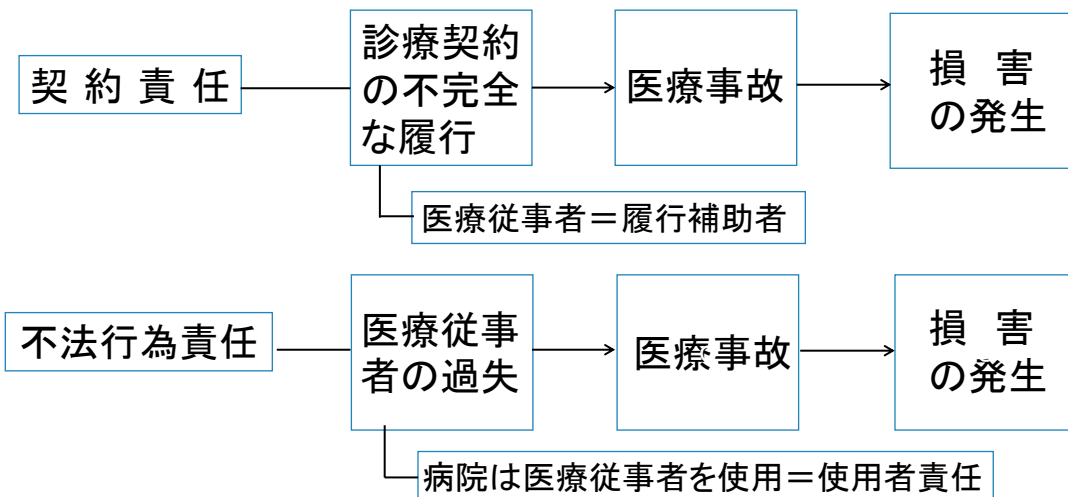 契約責任
診療契約
の不完全
な履行
医療事故
損害
の発生
医療従事者＝履行補助者
不法行為責任
医療従事
者の過失
医療事故
損害
の発生
病院は医療従事者を使用＝使用者責任